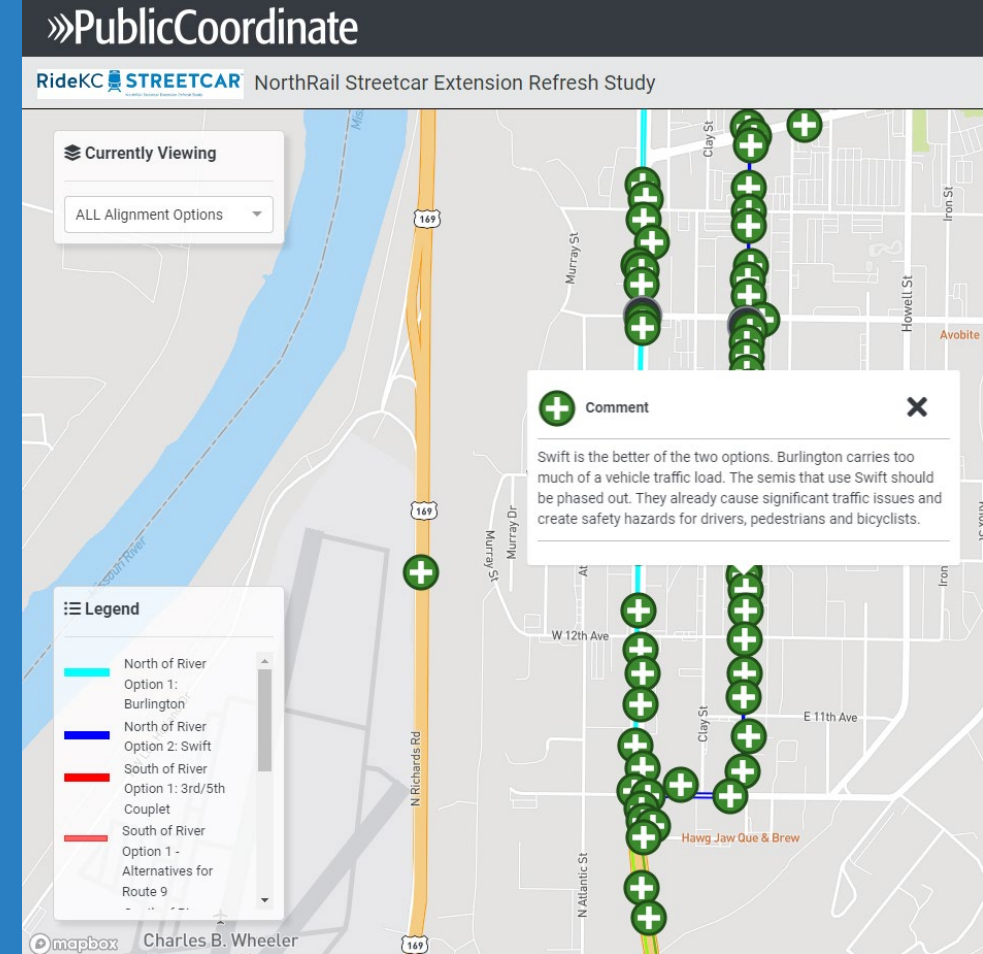 »PublicCoordinate
RideKC STREETCAR NorthRail Streetcar Extension Refresh Study
Currently Viewing
ALL Alignment Options
Clay St
Iron St
169
Murray St
Howell St
Avobite
Comment
Swift is the better of the two options. Burlington carries too
much of a vehicle traffic load. The semis that use Swift should
be phased out. They already cause significant traffic issues and
create safety hazards for drivers, pedestrians and bicyclists.
169
Murray St
Murray Dr
At
Iron
Missouri River
Legend
North of River
Option 1:
Burlington
North of River
Option 2: Swift
South of River
Option 1: 3rd/5th
Couplet
South of River
Option 1 -
Alternatives for
Route 9
W 12th Ave
Clay St
E 11th Ave
N Richards Rd
Hawg Jaw Que & Brew
N Atlantic St
mapbox
Charles B. Wheeler
169